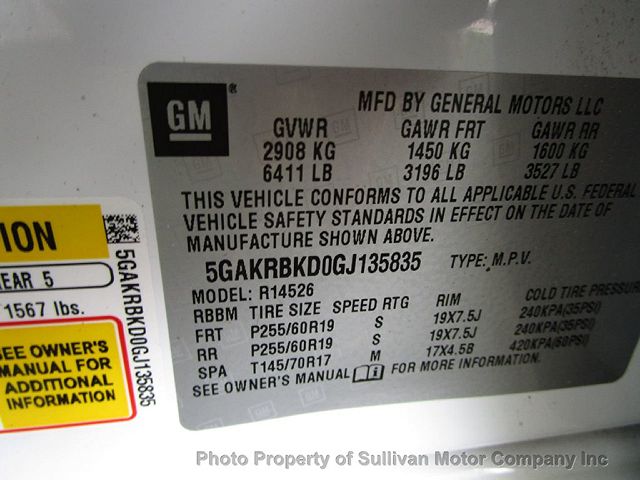 GM®
MFD BY GENERAL MOTORS LLC
GVWR GAWR FRT GAWR RR
2908 KG 1450 KG 1600 KG
6411 LB 3196 LB 3527 LB
THIS VEHICLE CONFORMS TO ALL APPLICABLE U.S. FEDERAL
VEHICLE SAFETY STANDARDS IN EFFECT ON THE DATE OF
MANUFACTURE SHOWN ABOVE.
5GAKRBKD0GJ135835 TYPE: M.P.V.
MODEL: R14526
RBBM TIRE SIZE SPEED RTG RIM COLD TIRE
FRT P255/60R19 S 19X7.5J 240KPA(35PSI)
RR P255/60R19 S 19X7.5J 240KPA(35PSI)
SPA T145/70R17 M 17X4.5B 420KPA(60PSI)
SEE OWNER'S MANUAL FOR MORE INFORMATION.
TION
REAR 5
1567 lbs.
SEE OWNER'S
MANUAL FOR
ADDITIONAL
INFORMATION
5GAKRBKD0GJ135835
Photo Property of Sullivan Motor Company Inc